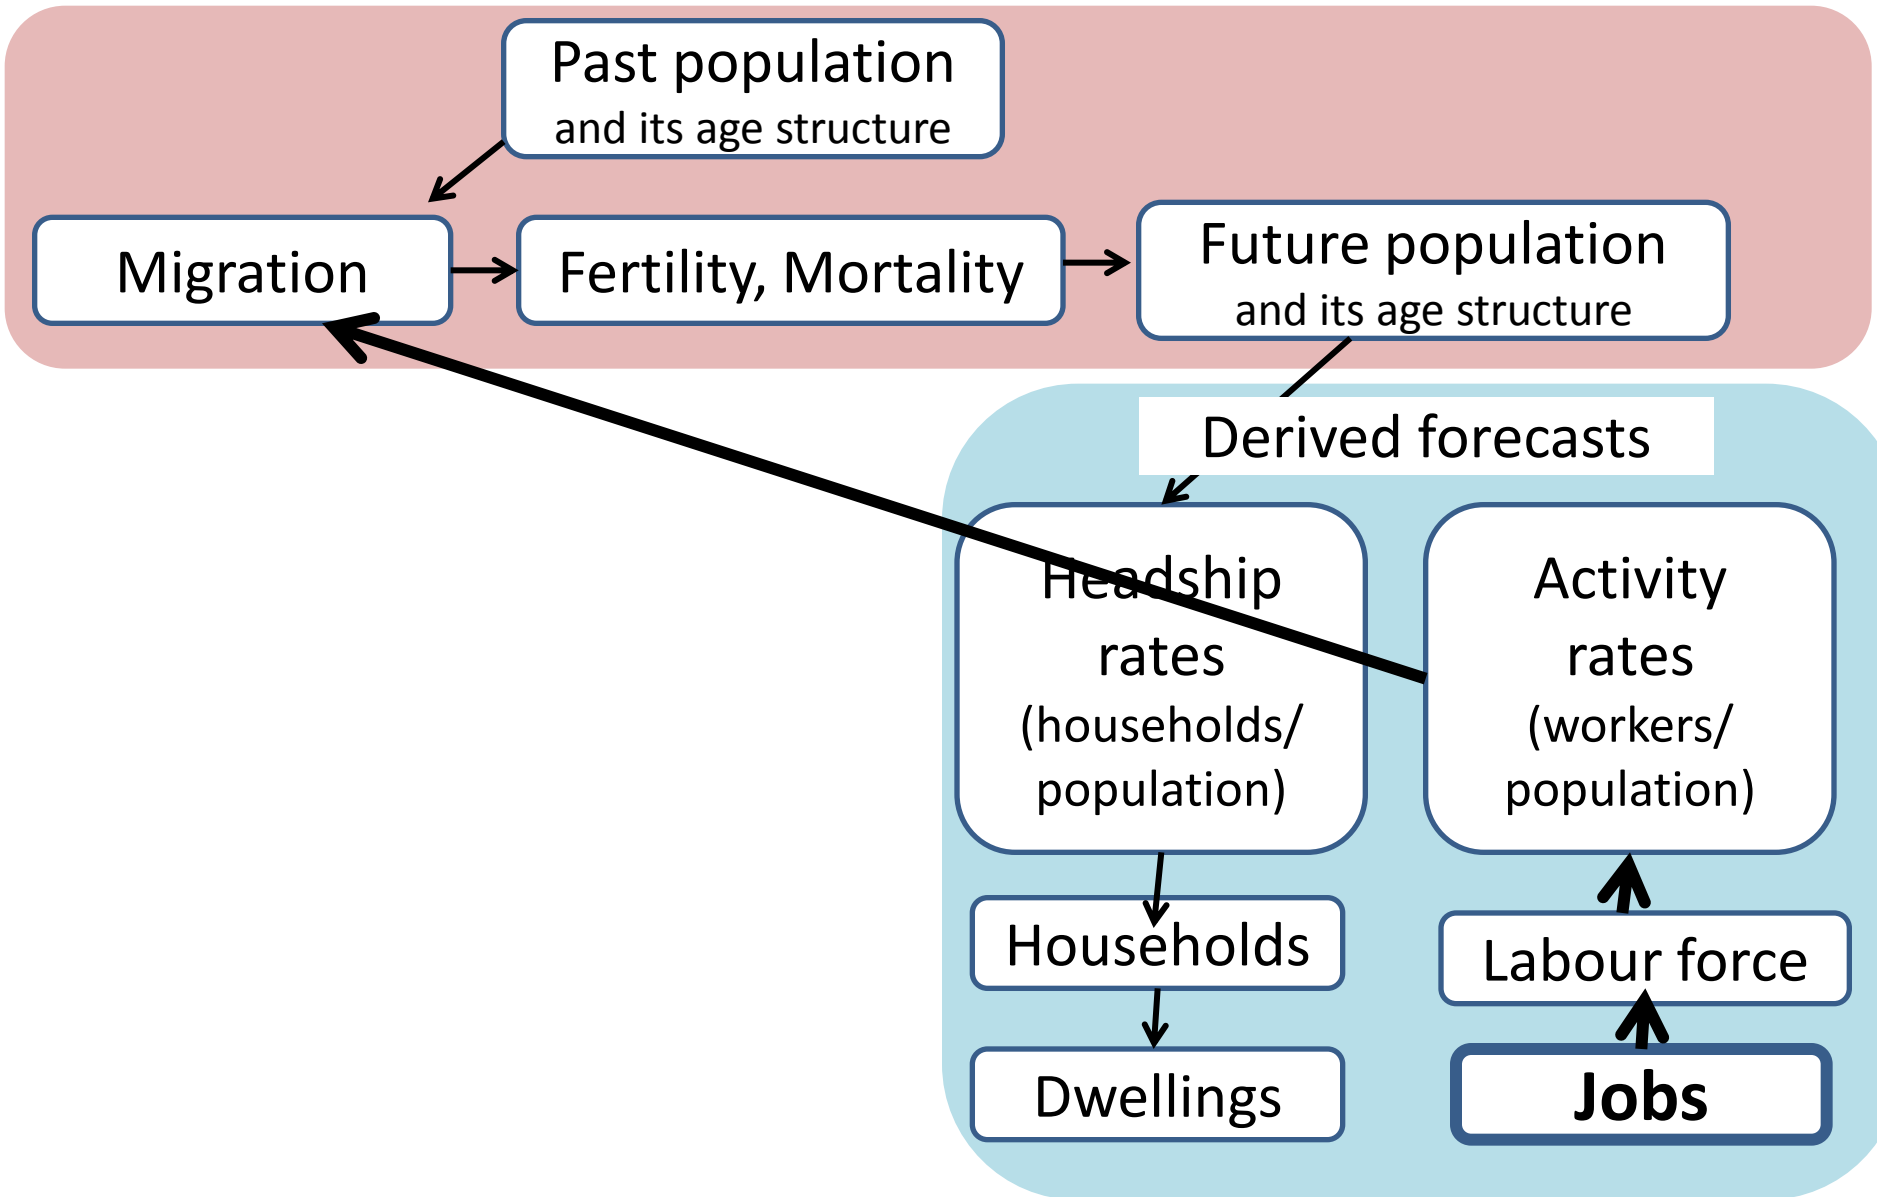 Past population
and its age structure
Migration
Fertility, Mortality
Future population
and its age structure
Derived forecasts
Headship
rates
(households/
population)
Activity
rates
(workers/
population)
Households
Labour force
Dwellings
Jobs